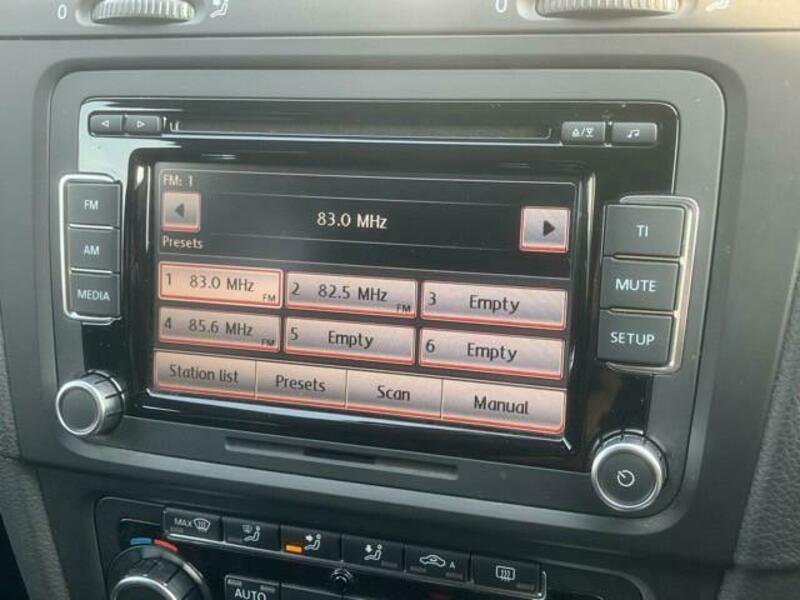 0
0
FM: 1
83.0 MHz
Presets
1 83.0 MHz FM
2 82.5 MHz FM
3 Empty
4 85.6 MHz FM
5 Empty
6 Empty
Station list
Presets
Scan
Manual
FM
AM
MEDIA
TI
MUTE
SETUP
MAX
A
AUTO